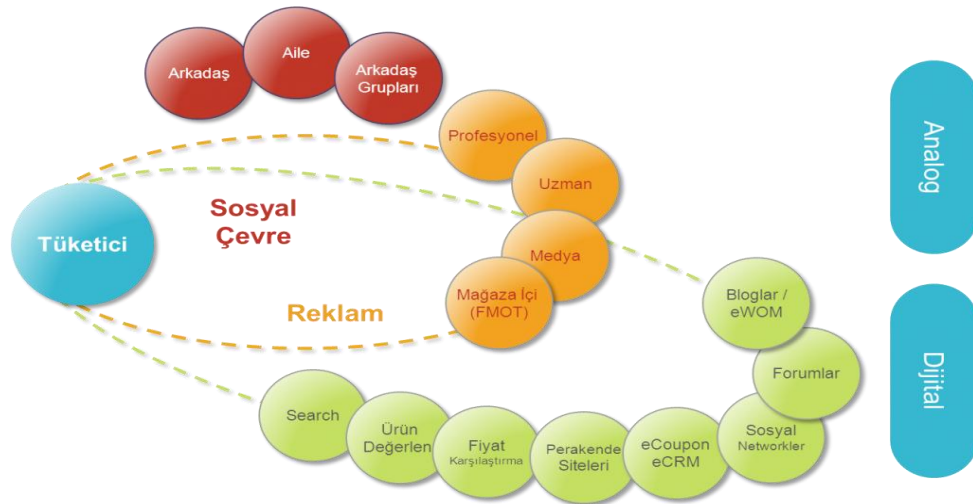 Arkadaş
Aile
Arkadaş
Grupları
Profesyonel
Uzman
Medya
Mağaza İçi
(FMOT)
Sosyal
Çevre
Tüketici
Reklam
Bloglar /
eWOM
Forumlar
Sosyal
Networkler
eCoupon
eCRM
Perakende
Siteleri
Fiyat
Karşılaştırma
Ürün
Değerlen
Search
Analog
Dijital